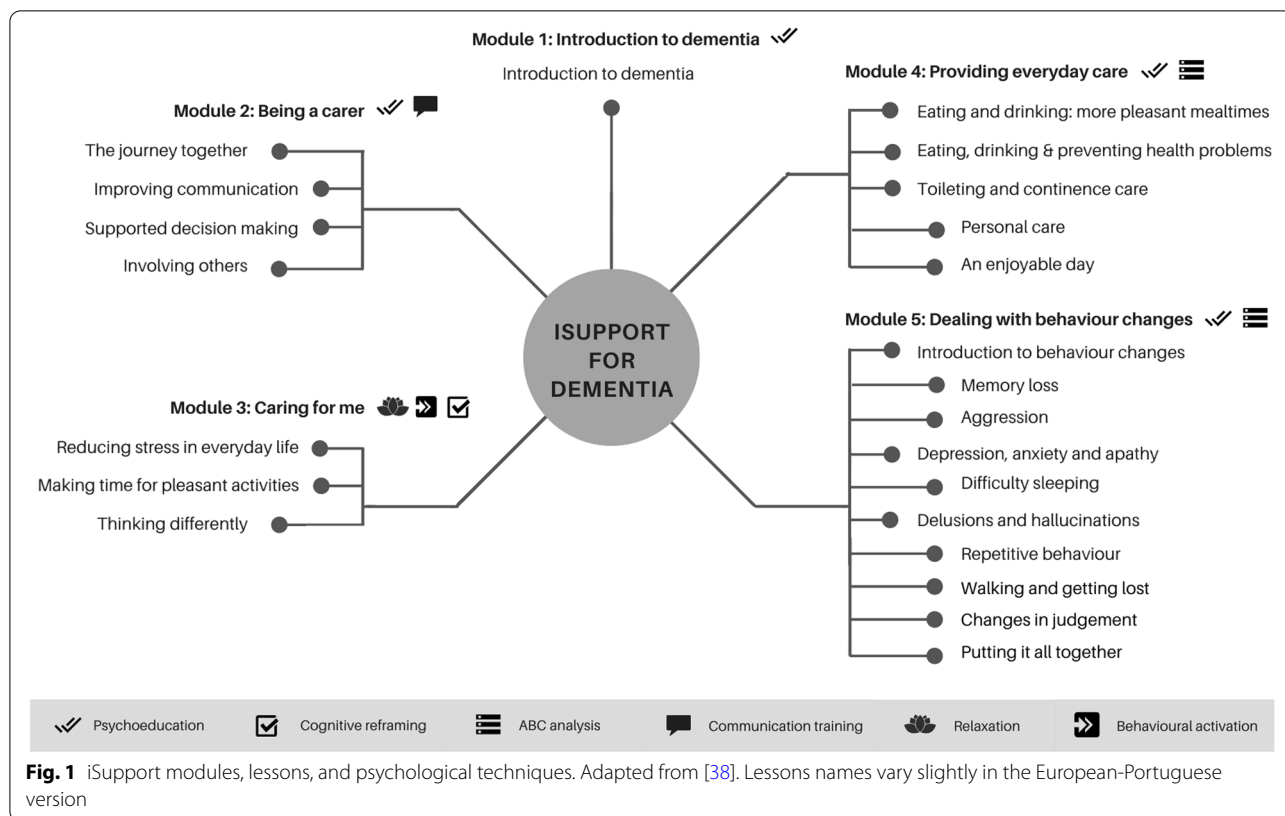 Module 1: Introduction to dementia
Introduction to dementia
Module 2: Being a carer
The journey together
Improving communication
Supported decision making
Involving others
Module 3: Caring for me
Reducing stress in everyday life
Making time for pleasant activities
Thinking differently
ISUPPORT
FOR
DEMENTIA
Module 4: Providing everyday care
Eating and drinking: more pleasant mealtimes
Eating, drinking & preventing health problems
Toileting and continence care
Personal care
An enjoyable day
Module 5: Dealing with behaviour changes
Introduction to behaviour changes
Memory loss
Aggression
Depression, anxiety and apathy
Difficulty sleeping
Delusions and hallucinations
Repetitive behaviour
Walking and getting lost
Changes in judgement
Putting it all together
Psychoeducation Cognitive reframing ABC analysis Communication training Relaxation Behavioural activation
Fig. 1 iSupport modules, lessons, and psychological techniques. Adapted from [38]. Lessons names vary slightly in the European-Portuguese
version